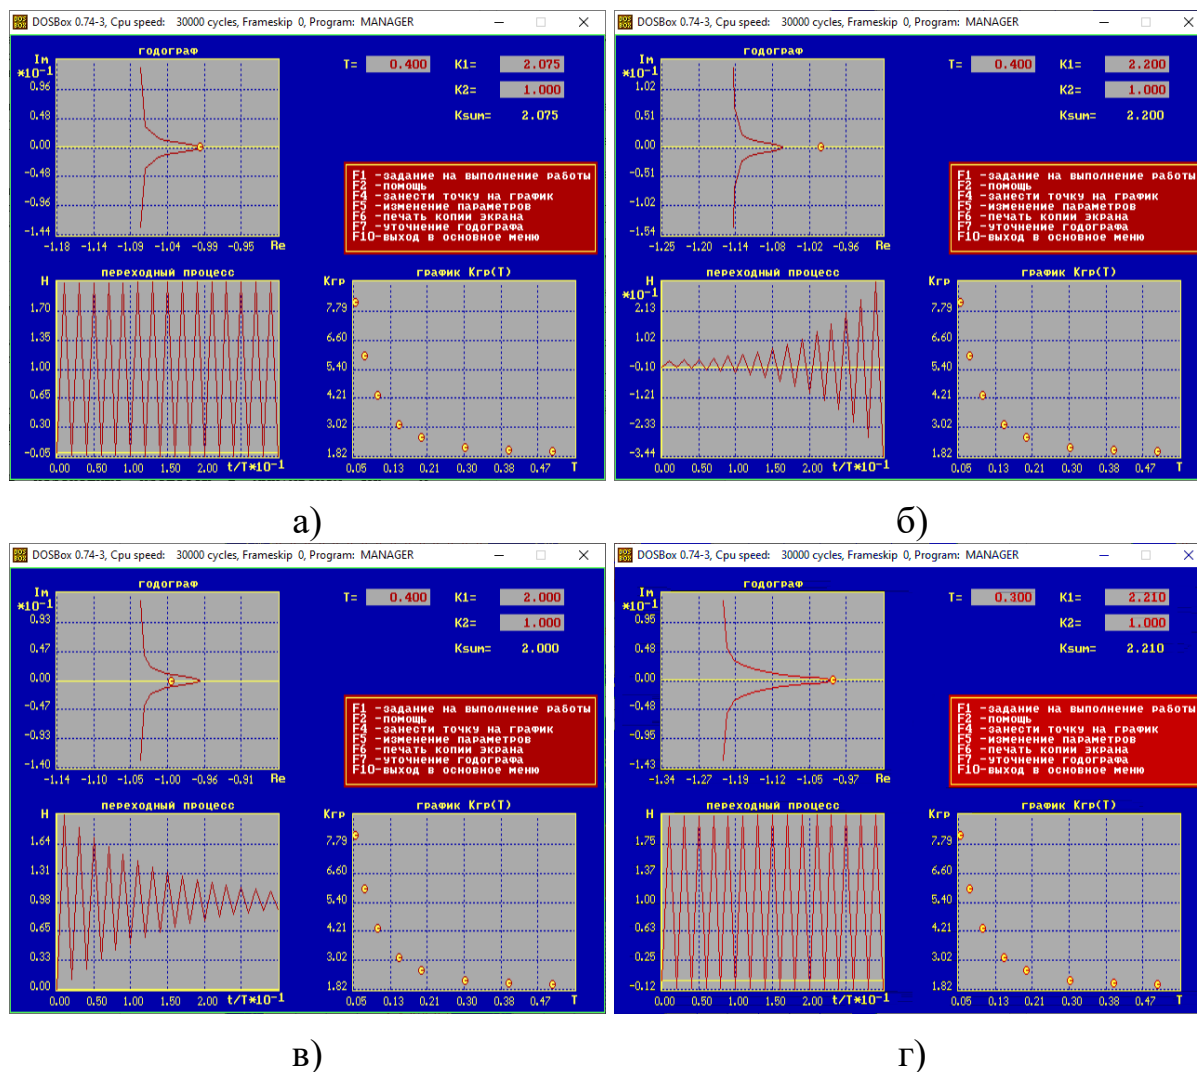 DOSBox 0.74-3, Cpu speed: 30000 cycles, Frameskip 0, Program: MANAGER
годограф
Im
*10-1
0.96
0.48
0.00
-0.48
-0.96
-1.44
-1.18 -1.14 -1.09 -1.04 -0.99 -0.95 Re
T= 0.400 K1= 2.075
K2= 1.000
Ksum= 2.075
F1 -задание на выполнение работы
F2 -помощь
F4 -занести точку на график
F5 -изменение параметров
F6 -печать копии экрана
F7 -уточнение годографа
F10-выход в основное меню
переходный процесс
H
1.70
1.35
1.00
0.65
0.30
-0.05
0.00 0.50 1.00 1.50 2.00 t/T*10-1
график Kгр(T)
Kгр
7.79
6.60
5.40
4.21
3.02
1.82
0.05 0.13 0.21 0.30 0.38 0.47 T
а)
DOSBox 0.74-3, Cpu speed: 30000 cycles, Frameskip 0, Program: MANAGER
годограф
Im
*10-1
1.02
0.51
0.00
-0.51
-1.02
-1.54
-1.25 -1.20 -1.14 -1.08 -1.02 -0.96 Re
T= 0.400 K1= 2.200
K2= 1.000
Ksum= 2.200
F1 -задание на выполнение работы
F2 -помощь
F4 -занести точку на график
F5 -изменение параметров
F6 -печать копии экрана
F7 -уточнение годографа
F10-выход в основное меню
переходный процесс
H
*10-1
2.13
1.02
-0.10
-1.21
-2.33
-3.44
0.00 0.50 1.00 1.50 2.00 t/T*10-1
график Kгр(T)
Kгр
7.79
6.60
5.40
4.21
3.02
1.82
0.05 0.13 0.21 0.30 0.38 0.47 T
б)
DOSBox 0.74-3, Cpu speed: 30000 cycles, Frameskip 0, Program: MANAGER
годограф
Im
*10-1
0.93
0.47
0.00
-0.47
-0.93
-1.40
-1.14 -1.10 -1.05 -1.00 -0.96 -0.91 Re
T= 0.400 K1= 2.000
K2= 1.000
Ksum= 2.000
F1 -задание на выполнение работы
F2 -помощь
F4 -занести точку на график
F5 -изменение параметров
F6 -печать копии экрана
F7 -уточнение годографа
F10-выход в основное меню
переходный процесс
H
1.64
1.31
0.98
0.65
0.33
0.00
0.00 0.50 1.00 1.50 2.00 t/T*10-1
график Kгр(T)
Kгр
7.79
6.60
5.40
4.21
3.02
1.82
0.05 0.13 0.21 0.30 0.38 0.47 T
в)
DOSBox 0.74-3, Cpu speed: 30000 cycles, Frameskip 0, Program: MANAGER
годограф
Im
*10-1
0.95
0.48
0.00
-0.48
-0.95
-1.43
-1.34 -1.27 -1.19 -1.12 -1.05 -0.97 Re
T= 0.300 K1= 2.210
K2= 1.000
Ksum= 2.210
F1 -задание на выполнение работы
F2 -помощь
F4 -занести точку на график
F5 -изменение параметров
F6 -печать копии экрана
F7 -уточнение годографа
F10-выход в основное меню
переходный процесс
H
1.75
1.37
1.00
0.62
0.25
-0.12
0.00 0.50 1.00 1.50 2.00 t/T*10-1
график Kгр(T)
Kгр
7.79
6.60
5.40
4.21
3.02
1.82
0.05 0.13 0.21 0.30 0.38 0.47 T
г)